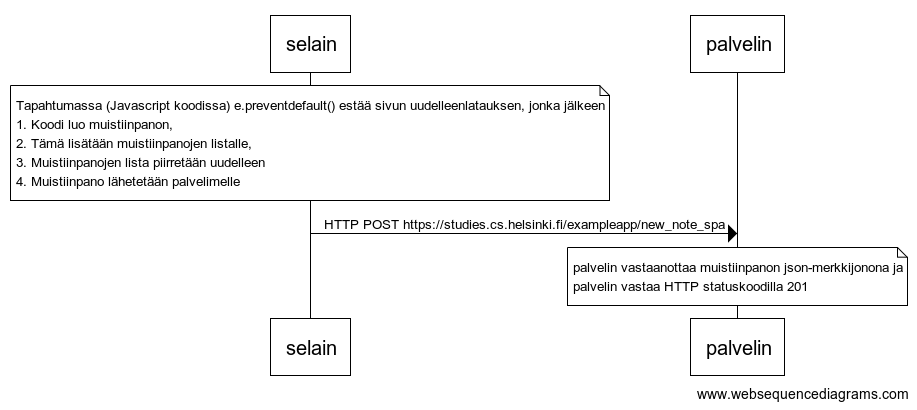 selain
palvelin
Tapahtumassa (Javascript koodissa) e.preventdefault() estää sivun uudelleenlatauksen, jonka jälkeen
1. Koodi luo muistiinpanon,
2. Tämä lisätään muistiinpanojen listalle,
3. Muistiinpanojen lista piirretään uudelleen
4. Muistiinpano lähetetään palvelimelle
HTTP POST https://studies.cs.helsinki.fi/exampleapp/new_note_spa
palvelin vastaanottaa muistiinpanon json-merkkijonona ja
palvelin vastaa HTTP statuskoodilla 201
selain
palvelin
www.websequencediagrams.com